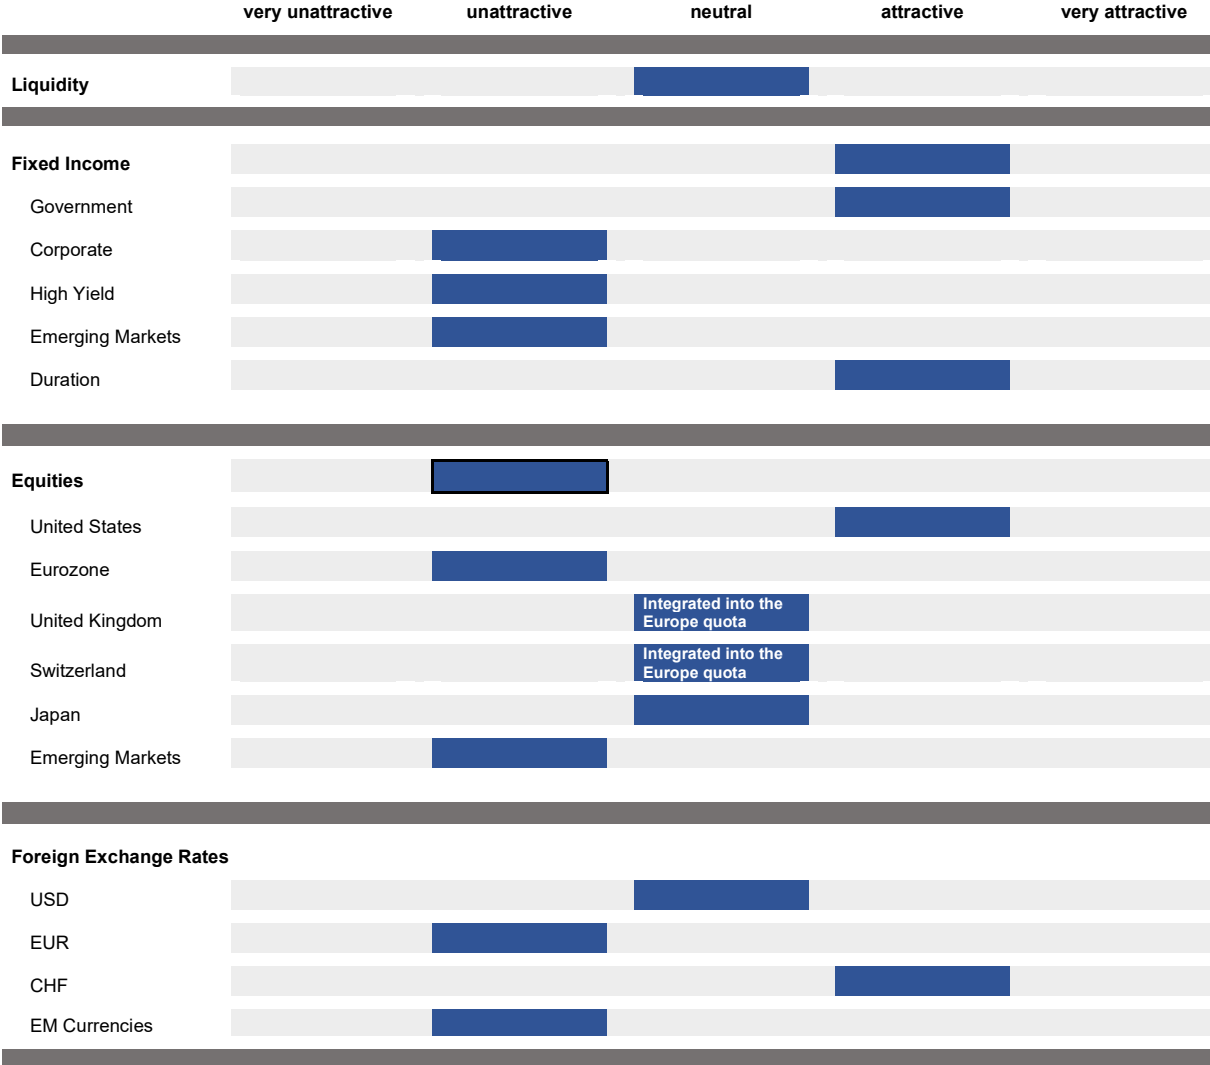 very unattractive unattractive neutral attractive very attractive
Liquidity
Fixed Income
Government
Corporate
High Yield
Emerging Markets
Duration
Equities
United States
Eurozone
United Kingdom
Integrated into the
Europe quota
Switzerland
Integrated into the
Europe quota
Japan
Emerging Markets
Foreign Exchange Rates
USD
EUR
CHF
EM Currencies